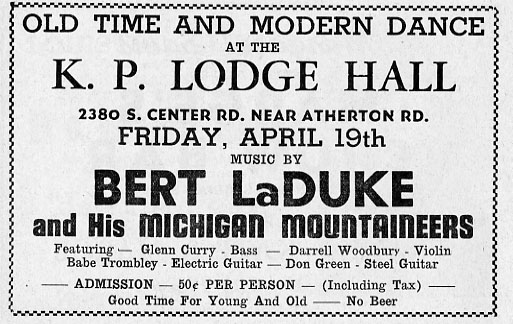 OLD TIME AND MODERN DANCE
AT THE
K. P. LODGE HALL
2380 S. CENTER RD. NEAR ATHERTON RD.
FRIDAY, APRIL 19th
MUSIC BY
BERT LaDUKE
and His MICHIGAN MOUNTAINEERS
Featuring — Glenn Curry - Bass — Darrell Woodbury - Violin
Babe Trombley - Electric Guitar — Don Green - Steel Guitar
— ADMISSION — 50¢ PER PERSON — (Including Tax) —
Good Time For Young And Old — No Beer